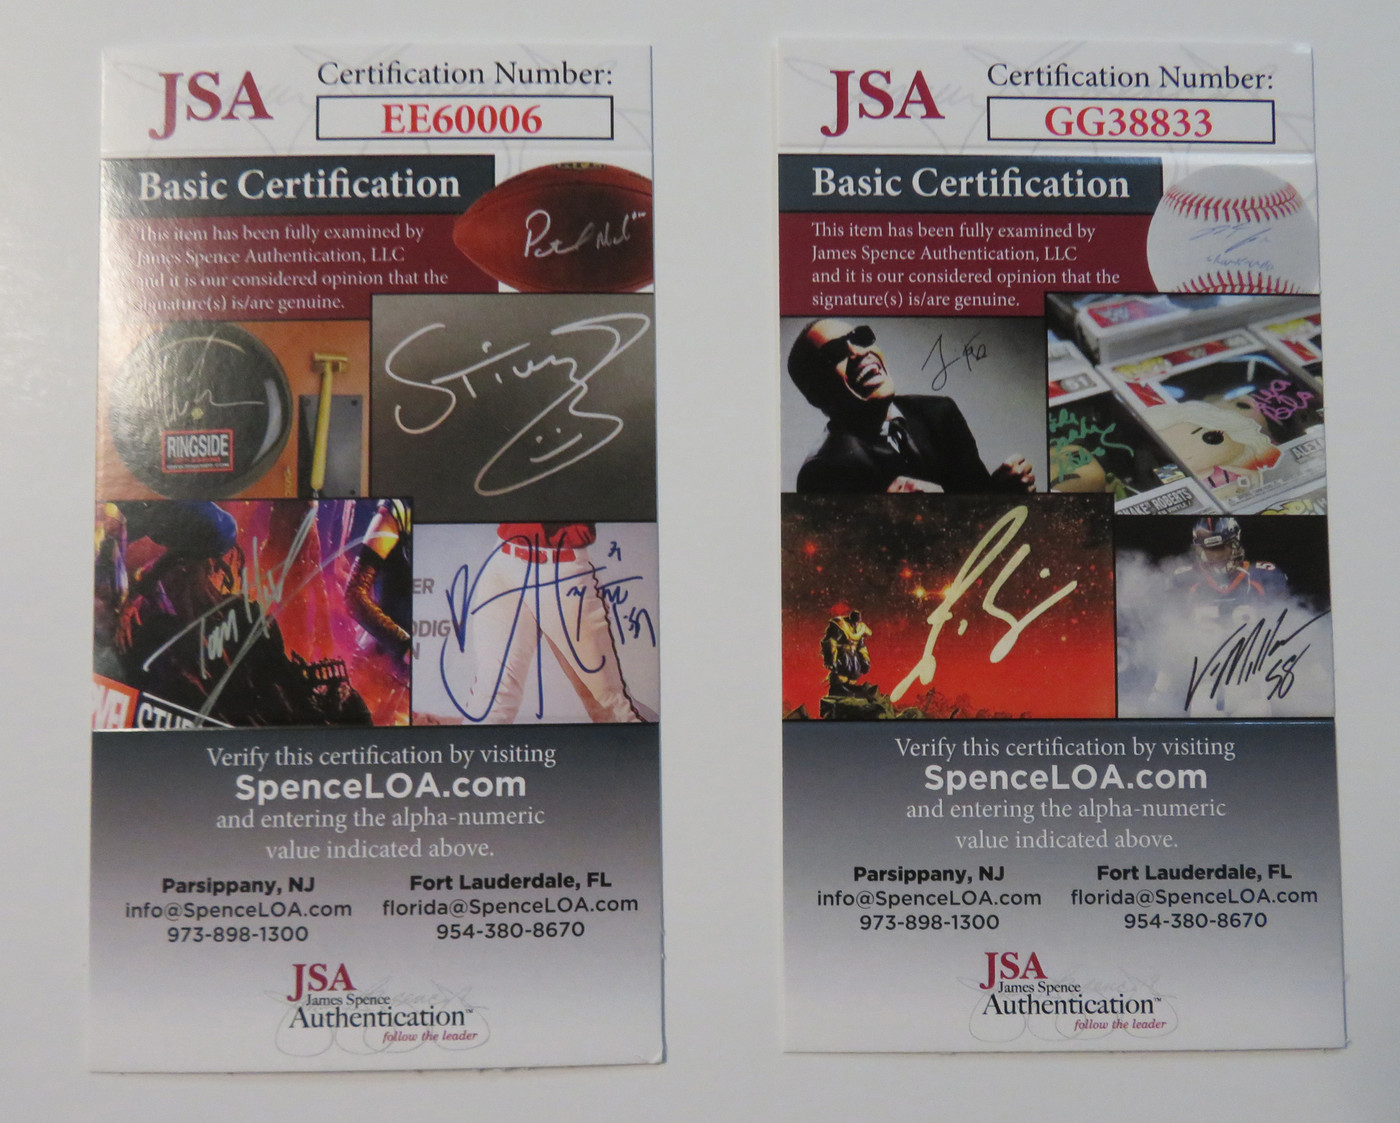 JSA
Certification Number:
EE60006
Basic Certification
This item has been fully examined by
James Spence Authentication, LLC
and it is our considered opinion that the
signature(s) is/are genuine.
RINGSIDE
Verify this certification by visiting
SpenceLOA.com
and entering the alpha-numeric
value indicated above.
Parsippany, NJ
info@SpenceLOA.com
973-898-1300
Fort Lauderdale, FL
florida@SpenceLOA.com
954-380-8670
JSA
James Spence
Authentication™
follow the leader
JSA
Certification Number:
GG38833
Basic Certification
This item has been fully examined by
James Spence Authentication, LLC
and it is our considered opinion that the
signature(s) is/are genuine.
ROBERTS
58
Verify this certification by visiting
SpenceLOA.com
and entering the alpha-numeric
value indicated above.
Parsippany, NJ
info@SpenceLOA.com
973-898-1300
Fort Lauderdale, FL
florida@SpenceLOA.com
954-380-8670
JSA
James Spence
Authentication™
follow the leader